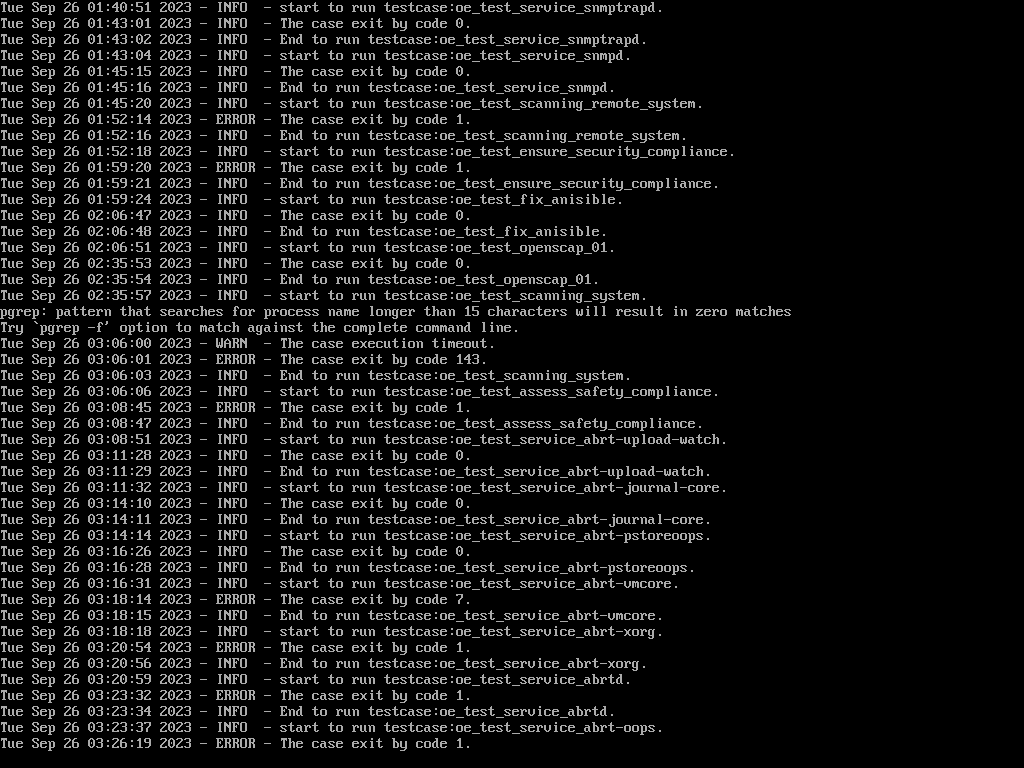 Tue Sep 26 01:40:51 2023 - INFO  - start to run testcase:oe_test_service_snmptrapd.
Tue Sep 26 01:43:01 2023 - INFO  - The case exit by code 0.
Tue Sep 26 01:43:02 2023 - INFO  - End to run testcase:oe_test_service_snmptrapd.
Tue Sep 26 01:43:04 2023 - INFO  - start to run testcase:oe_test_service_snmpd.
Tue Sep 26 01:45:15 2023 - INFO  - The case exit by code 0.
Tue Sep 26 01:45:16 2023 - INFO  - End to run testcase:oe_test_service_snmpd.
Tue Sep 26 01:45:20 2023 - INFO  - start to run testcase:oe_test_scanning_remote_system.
Tue Sep 26 01:52:14 2023 - ERROR - The case exit by code 1.
Tue Sep 26 01:52:16 2023 - INFO  - End to run testcase:oe_test_scanning_remote_system.
Tue Sep 26 01:52:18 2023 - INFO  - start to run testcase:oe_test_ensure_security_compliance.
Tue Sep 26 01:59:20 2023 - ERROR - The case exit by code 1.
Tue Sep 26 01:59:21 2023 - INFO  - End to run testcase:oe_test_ensure_security_compliance.
Tue Sep 26 01:59:24 2023 - INFO  - start to run testcase:oe_test_fix_anisible.
Tue Sep 26 02:06:47 2023 - INFO  - The case exit by code 0.
Tue Sep 26 02:06:48 2023 - INFO  - End to run testcase:oe_test_fix_anisible.
Tue Sep 26 02:06:51 2023 - INFO  - start to run testcase:oe_test_openscap_01.
Tue Sep 26 02:35:53 2023 - INFO  - The case exit by code 0.
Tue Sep 26 02:35:54 2023 - INFO  - End to run testcase:oe_test_openscap_01.
Tue Sep 26 02:35:57 2023 - INFO  - start to run testcase:oe_test_scanning_system.
pgrep: pattern that searches for process name longer than 15 characters will result in zero matches
Try `pgrep -f' option to match against the complete command line.
Tue Sep 26 03:06:00 2023 - WARN  - The case execution timeout.
Tue Sep 26 03:06:01 2023 - ERROR - The case exit by code 143.
Tue Sep 26 03:06:03 2023 - INFO  - End to run testcase:oe_test_scanning_system.
Tue Sep 26 03:06:06 2023 - INFO  - start to run testcase:oe_test_assess_safety_compliance.
Tue Sep 26 03:08:45 2023 - ERROR - The case exit by code 1.
Tue Sep 26 03:08:47 2023 - INFO  - End to run testcase:oe_test_assess_safety_compliance.
Tue Sep 26 03:08:51 2023 - INFO  - start to run testcase:oe_test_service_abrt-upload-watch.
Tue Sep 26 03:11:28 2023 - INFO  - The case exit by code 0.
Tue Sep 26 03:11:29 2023 - INFO  - End to run testcase:oe_test_service_abrt-upload-watch.
Tue Sep 26 03:11:32 2023 - INFO  - start to run testcase:oe_test_service_abrt-journal-core.
Tue Sep 26 03:14:10 2023 - INFO  - The case exit by code 0.
Tue Sep 26 03:14:11 2023 - INFO  - End to run testcase:oe_test_service_abrt-journal-core.
Tue Sep 26 03:14:14 2023 - INFO  - start to run testcase:oe_test_service_abrt-pstoreoops.
Tue Sep 26 03:16:26 2023 - INFO  - The case exit by code 0.
Tue Sep 26 03:16:28 2023 - INFO  - End to run testcase:oe_test_service_abrt-pstoreoops.
Tue Sep 26 03:16:31 2023 - INFO  - start to run testcase:oe_test_service_abrt-vmcore.
Tue Sep 26 03:18:14 2023 - ERROR - The case exit by code 7.
Tue Sep 26 03:18:15 2023 - INFO  - End to run testcase:oe_test_service_abrt-vmcore.
Tue Sep 26 03:18:18 2023 - INFO  - start to run testcase:oe_test_service_abrt-xorg.
Tue Sep 26 03:20:54 2023 - ERROR - The case exit by code 1.
Tue Sep 26 03:20:56 2023 - INFO  - End to run testcase:oe_test_service_abrt-xorg.
Tue Sep 26 03:20:59 2023 - INFO  - start to run testcase:oe_test_service_abrtd.
Tue Sep 26 03:23:32 2023 - ERROR - The case exit by code 1.
Tue Sep 26 03:23:34 2023 - INFO  - End to run testcase:oe_test_service_abrtd.
Tue Sep 26 03:23:37 2023 - INFO  - start to run testcase:oe_test_service_abrt-oops.
Tue Sep 26 03:26:19 2023 - ERROR - The case exit by code 1.